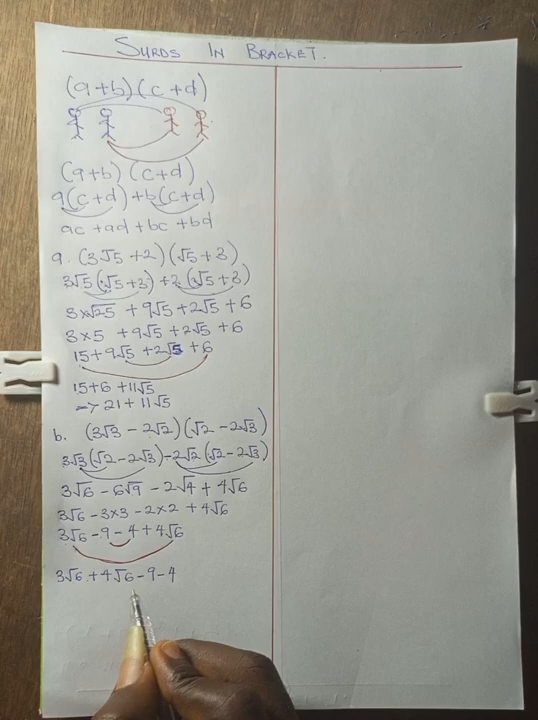 SURDS IN BRACKET.
(a+b)(c+d)
(a+b)(c+d)
a(c+d)+b(c+d)
ac+ad+bc+bd
a. (3√5+2)(√5+3)
3√5(√5+3)+2(√5+3)
3×√25+9√5+2√5+6
3×5+9√5+2√5+6
15+9√5+2√5+6
15+6+11√5
=> 21+11√5
b. (3√3-2√2)(√2-2√3)
3√3(√2-2√3)-2√2(√2-2√3)
3√6-6√9-2√4+4√6
3√6-3×3-2×2+4√6
3√6-9-4+4√6
3√6+4√6-9-4